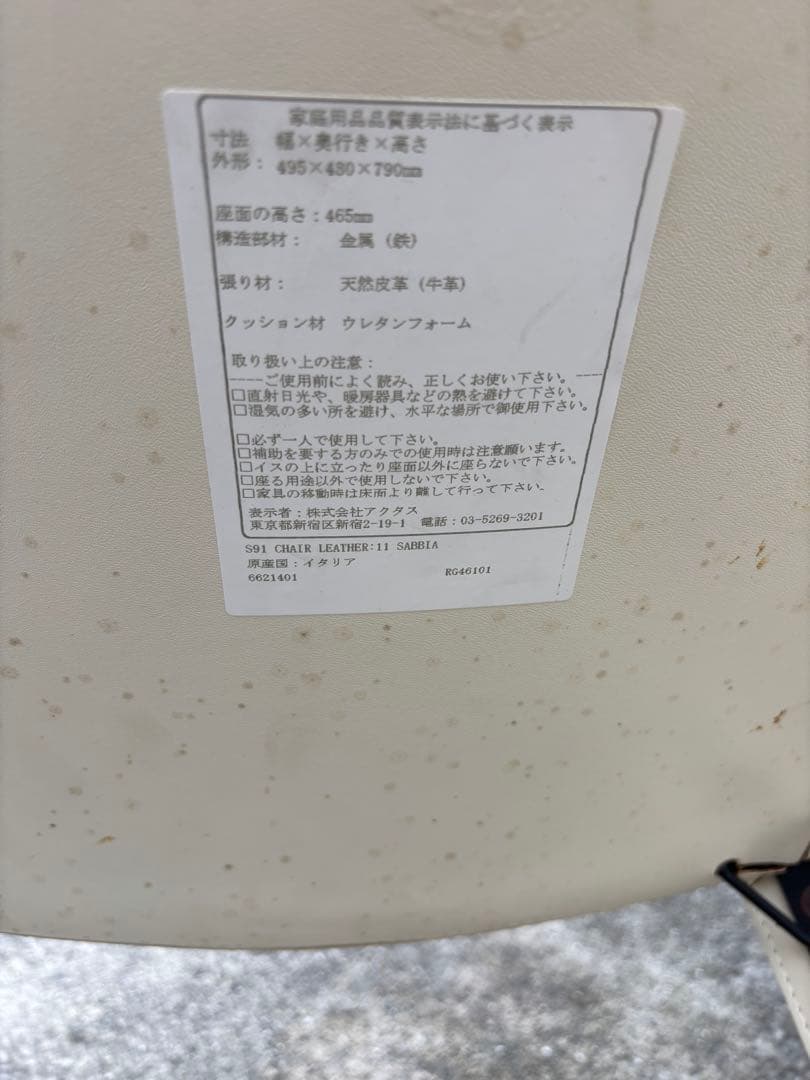 家庭用品品質表示法に基づく表示
寸法 幅×奥行き×高さ
外形: 495×480×790mm
座面の高さ:465mm
構造部材: 金属(鉄)
張り材: 天然皮革(牛革)
クッション材 ウレタンフォーム
取り扱い上の注意:
----ご使用前によく読み、正しくお使い下さい。----
□直射日光や、暖房器具などの熱を避けて下さい。
□湿気の多い所を避け、水平な場所で御使用下さい。
□必ず一人で使用して下さい。
□補助を要する方のみでの使用時は注意願います。
□イスの上に立ったり座面以外に座らないで下さい。
□座る用途以外で使用しないで下さい。
□家具の移動時は床面より離して行って下さい。
表示者:株式会社アクタス
東京都新宿区新宿2-19-1 電話:03-5269-3201
S91 CHAIR LEATHER:11 SABBIA
原産国:イタリア
6621401 RG46101